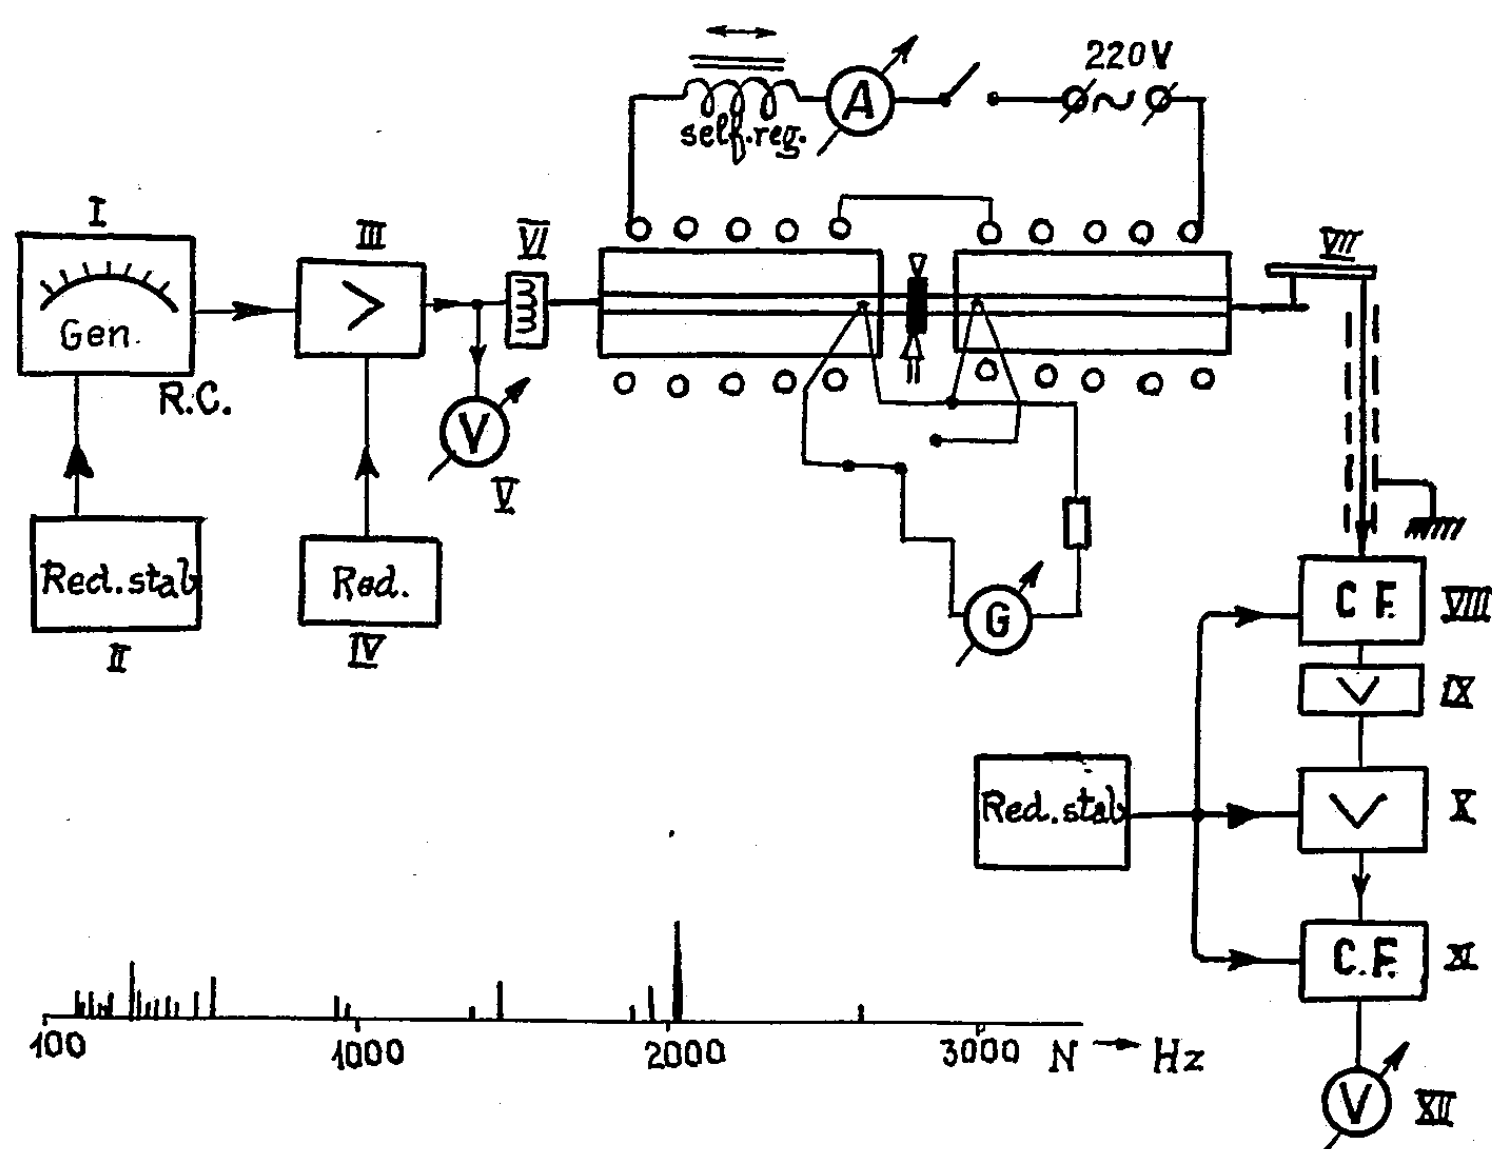 220V
A
self.reg.
I
III
VI
VII
Gen.
R.C.
V
V
Red.stab
Red.
II
IV
G
C F.
VIII
IX
Red.stab
X
C.F.
XI
100
1000
2000
3000 N → Hz
V
XII